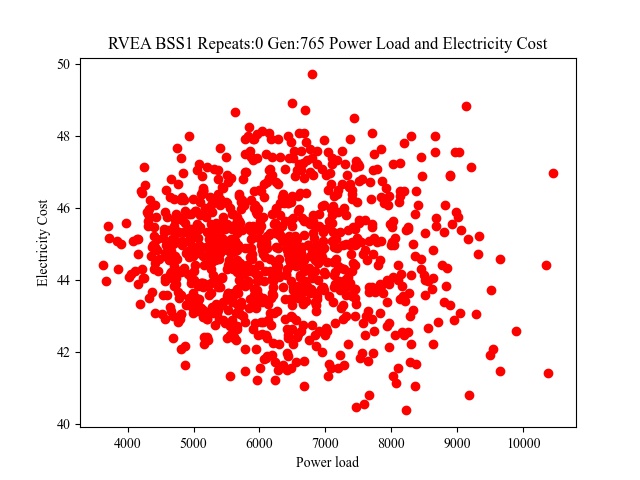 RVEA BSS1 Repeats:0 Gen:765 Power Load and Electricity Cost
50
48
46
44
42
40
Electricity Cost
4000 5000 6000 7000 8000 9000 10000
Power load